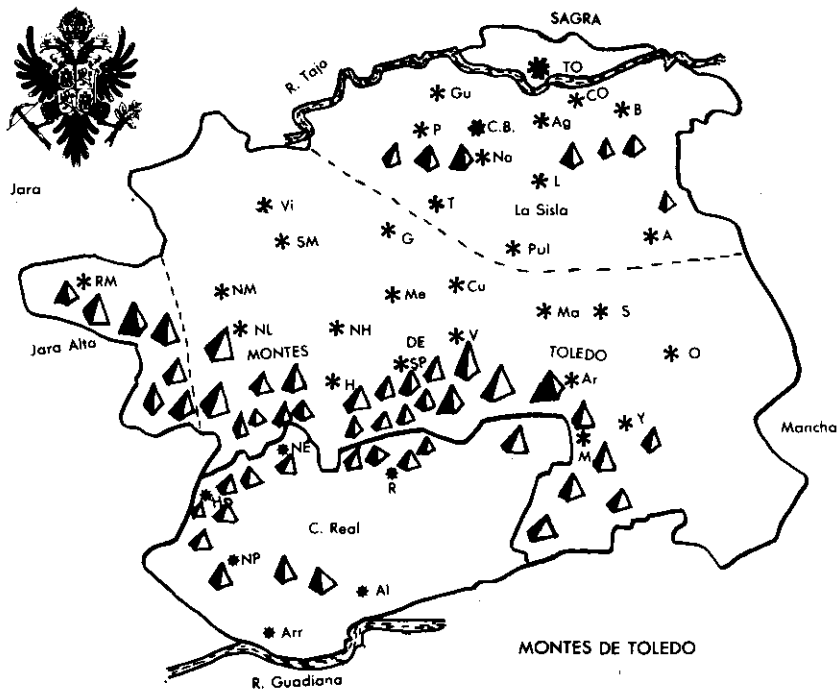 SAGRA
R. Tajo
TO
Gu
CO
B
P
C.B.
Ag
No
L
Jara
Vi
T
La Sisla
SM
G
Pul
A
RM
NM
Me
Cu
Ma
S
NL
NH
V
Jara Alta
MONTES
DE
TOLEDO
SP
O
H
Ar
Y
Mancha
M
NE
R
HR
C. Real
NP
Al
Arr
MONTES DE TOLEDO
R. Guadiana